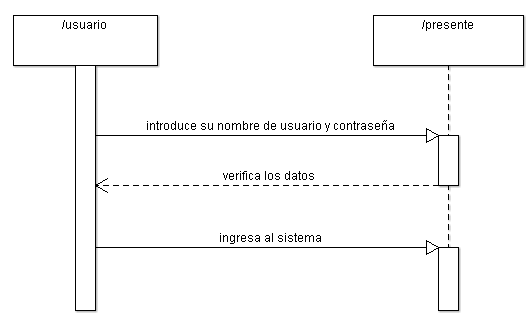 /usuario
/presente
introduce su nombre de usuario y contraseña
verifica los datos
ingresa al sistema